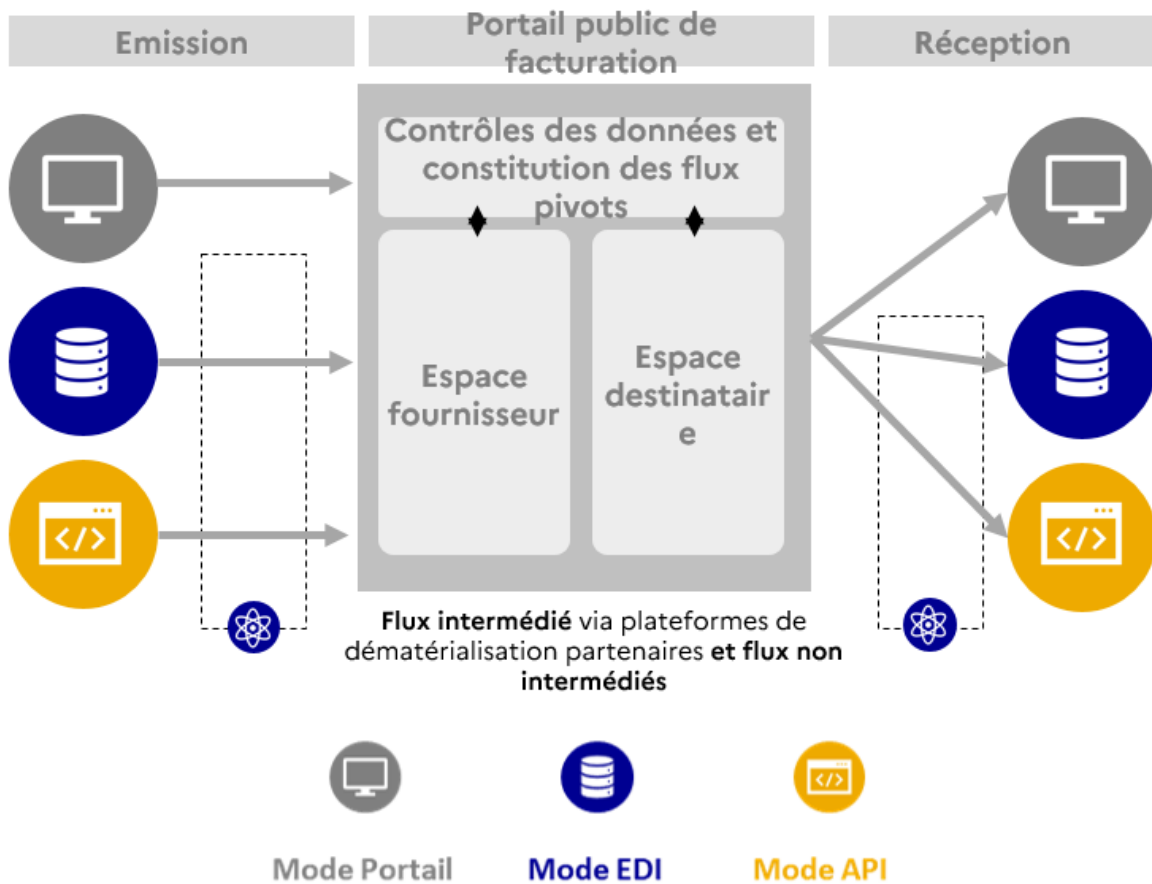 Emission
Portail public de
facturation
Réception
Contrôles des données et
constitution des flux
pivots
Espace
fournisseur
Espace
destinatair
e
Flux intermédié via plateformes de
dématérialisation partenaires et flux non
intermédiés
Mode Portail
Mode EDI
Mode API